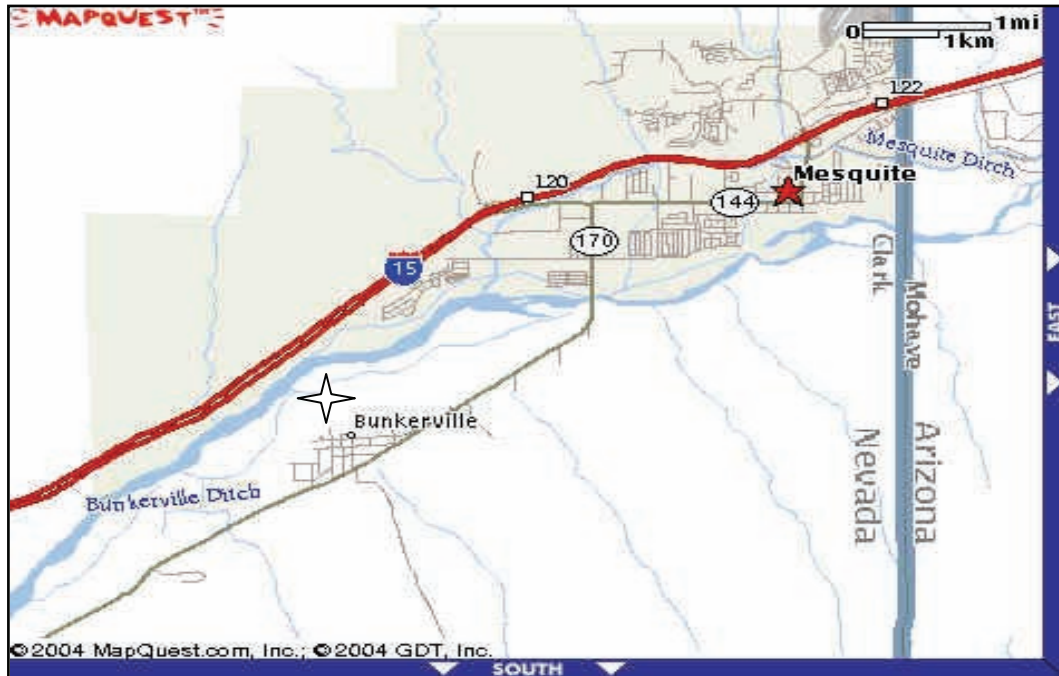 MAPQUEST™
0 1mi
1km
122
Mesquite Ditch
Mesquite
120
144
170
15
Clark
Mohave
EAST
Bunkerville
Nevada
Arizona
Bunkerville Ditch
©2004 MapQuest.com, Inc.; ©2004 GDT, Inc.
SOUTH